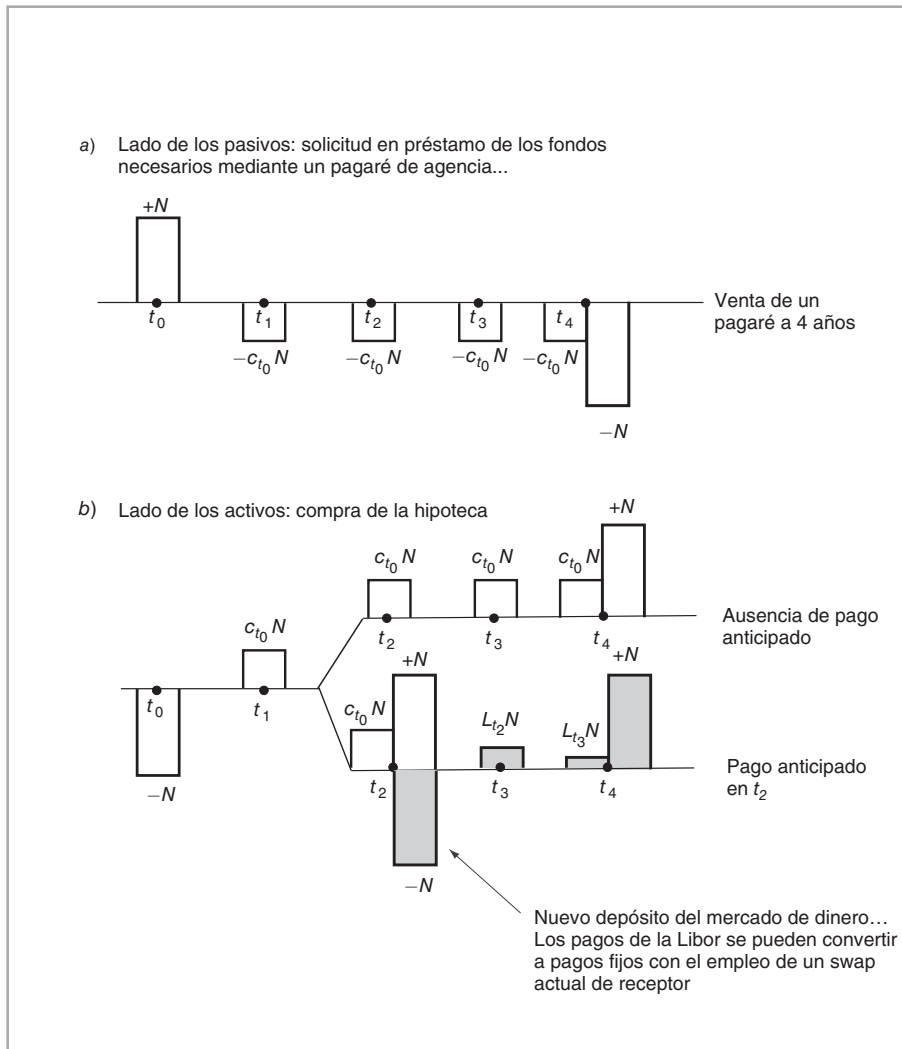 a) Lado de los pasivos: solicitud en préstamo de los fondos
necesarios mediante un pagaré de agencia...
+N
t0 t1 t2 t3 t4
Venta de un
pagaré a 4 años
−ct0 N −ct0 N −ct0 N −ct0 N
−N
b) Lado de los activos: compra de la hipoteca
+N
ct0 N ct0 N ct0 N
ct0 N
t2 t3 t4
Ausencia de pago
anticipado
+N +N
t0 t1
ct0 N Lt2N Lt3N
t2 t3 t4
Pago anticipado
en t2
−N
−N
Nuevo depósito del mercado de dinero…
Los pagos de la Libor se pueden convertir
a pagos fijos con el empleo de un swap
actual de receptor